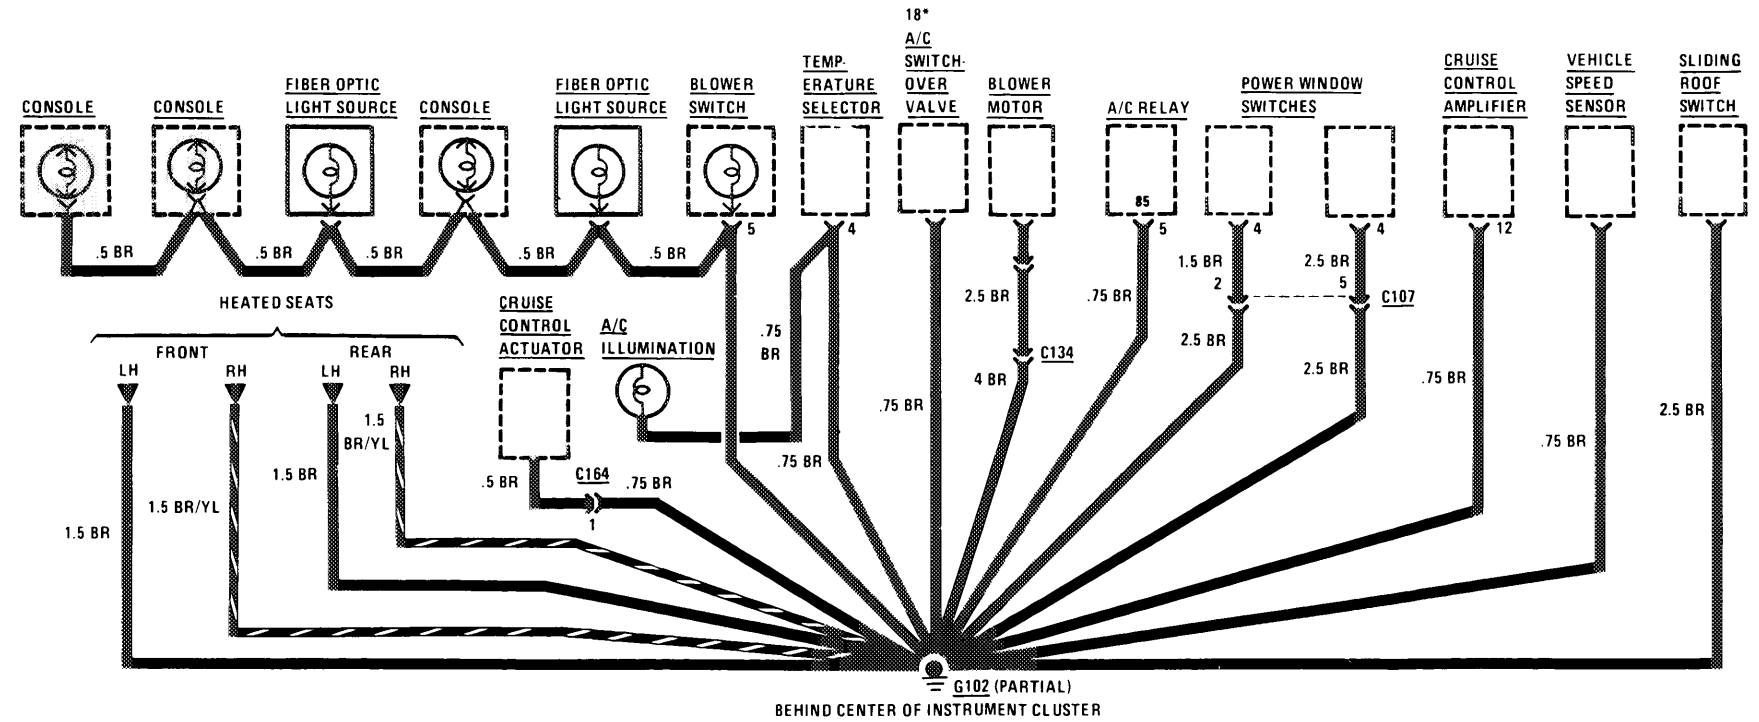 18*
A/C
SWITCH-
OVER
VALVE
TEMP-
ERATURE
SELECTOR
CRUISE
CONTROL
AMPLIFIER
VEHICLE
SPEED
SENSOR
SLIDING
ROOF
SWITCH
CONSOLE
CONSOLE
FIBER OPTIC
LIGHT SOURCE
CONSOLE
FIBER OPTIC
LIGHT SOURCE
BLOWER
SWITCH
BLOWER
MOTOR
A/C RELAY
POWER WINDOW
SWITCHES
85
5
4
5
4
4
12
.5 BR
.5 BR
.5 BR
.5 BR
.5 BR
1.5 BR
2.5 BR
2
5
C107
2.5 BR
.75 BR
HEATED SEATS
FRONT
REAR
LH
RH
LH
RH
CRUISE
CONTROL
ACTUATOR
A/C
ILLUMINATION
.75
BR
2.5 BR
2.5 BR
C134
4 BR
.75 BR
.75 BR
2.5 BR
1.5
BR/YL
.75 BR
.75 BR
1.5 BR
.5 BR
C164
.75 BR
1
1.5 BR/YL
1.5 BR
G102 (PARTIAL)
BEHIND CENTER OF INSTRUMENT CLUSTER